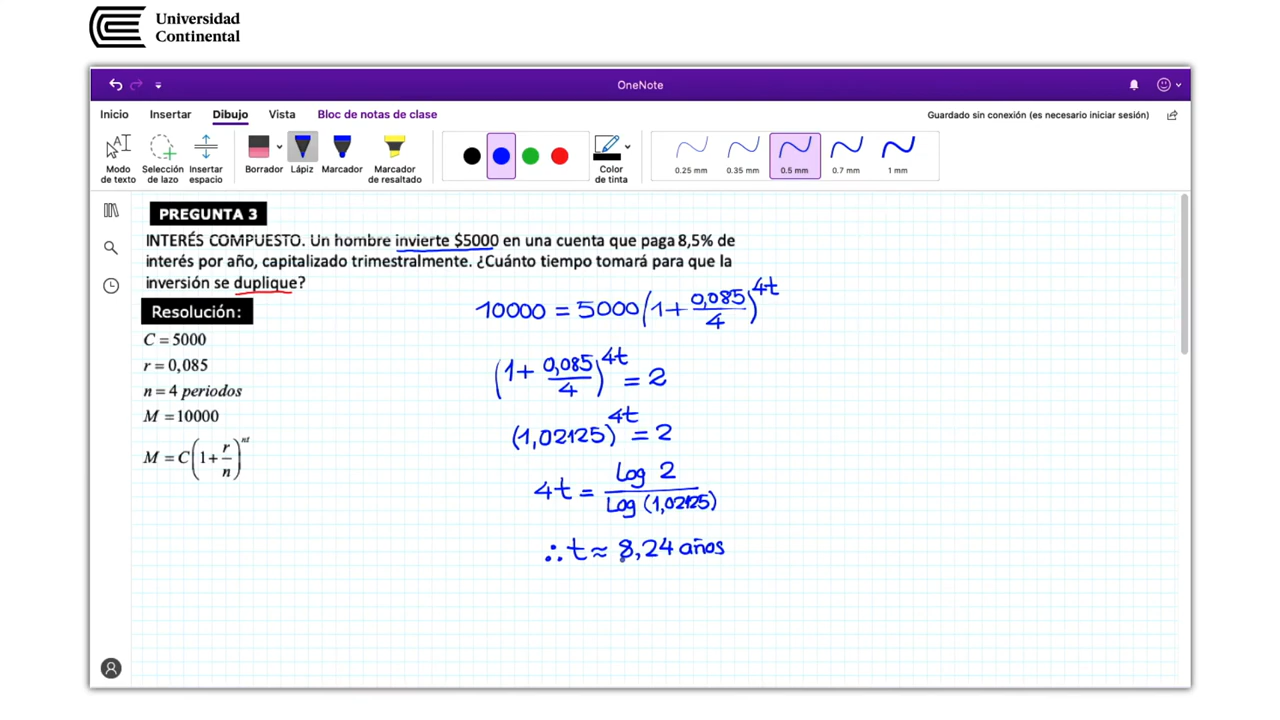 Universidad
Continental
OneNote
Inicio Insertar Dibujo Vista Bloc de notas de clase
Guardado sin conexión (es necesario iniciar sesión)
Modo de texto
Selección de lazo
Insertar espacio
Borrador
Lápiz
Marcador
Marcador de resaltado
Color de tinta
0.25 mm 0.35 mm 0.5 mm 0.7 mm 1 mm
PREGUNTA 3
INTERÉS COMPUESTO. Un hombre invierte $5000 en una cuenta que paga 8,5% de
interés por año, capitalizado trimestralmente. ¿Cuánto tiempo tomará para que la
inversión se duplique?
Resolución:
C = 5000
r = 0,085
n = 4 periodos
M = 10000
M = C(1 + r/n)^nt
10000 = 5000(1 + 0,085/4)^4t
(1 + 0,085/4)^4t = 2
(1,02125)^4t = 2
4t = Log 2 / Log (1,02125)
∴ t ≈ 8,24 años